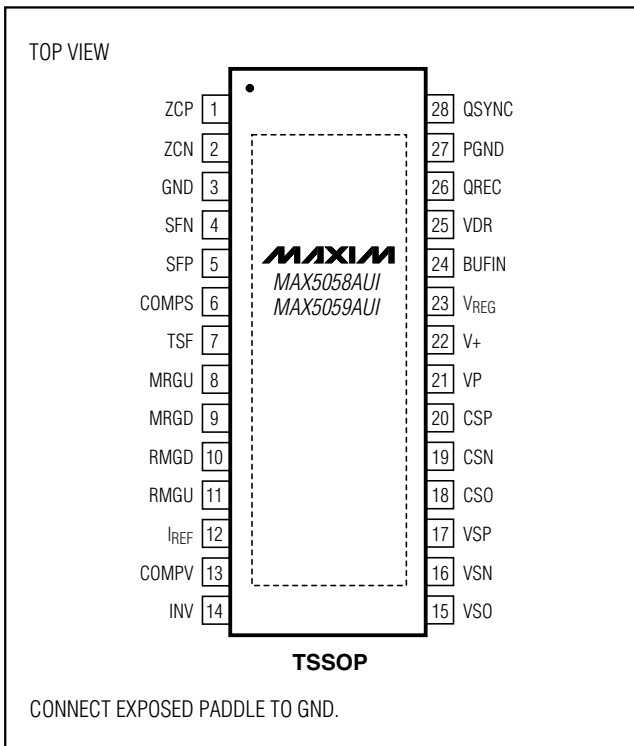 TOP VIEW
ZCP 1 28 QSYNC
ZCN 2 27 PGND
GND 3 26 QREC
SFN 4 25 VDR
SFP 5 MAXIM 24 BUFIN
COMPS 6 MAX5058AUI MAX5059AUI 23 VREG
TSF 7 22 V+
MRGU 8 21 VP
MRGD 9 20 CSP
RMGD 10 19 CSN
RMGU 11 18 CSO
IREF 12 17 VSP
COMPV 13 16 VSN
INV 14 15 VSO
TSSOP
CONNECT EXPOSED PADDLE TO GND.